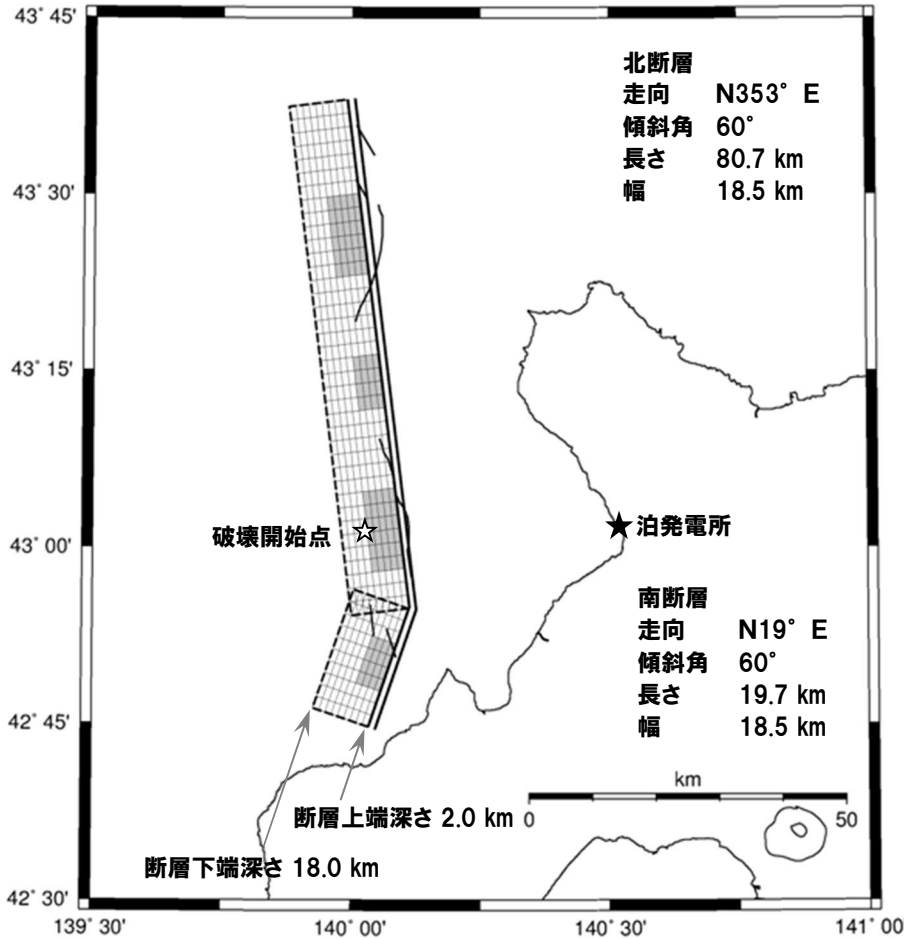 43° 45'
北断層
走向 N353° E
傾斜角 60°
長さ 80.7 km
幅 18.5 km
43° 30'
43° 15'
破壊開始点
泊発電所
43° 00'
南断層
走向 N19° E
傾斜角 60°
長さ 19.7 km
幅 18.5 km
42° 45'
km
0 50
断層上端深さ 2.0 km
断層下端深さ 18.0 km
42° 30'
139° 30' 140° 00' 140° 30' 141° 00'